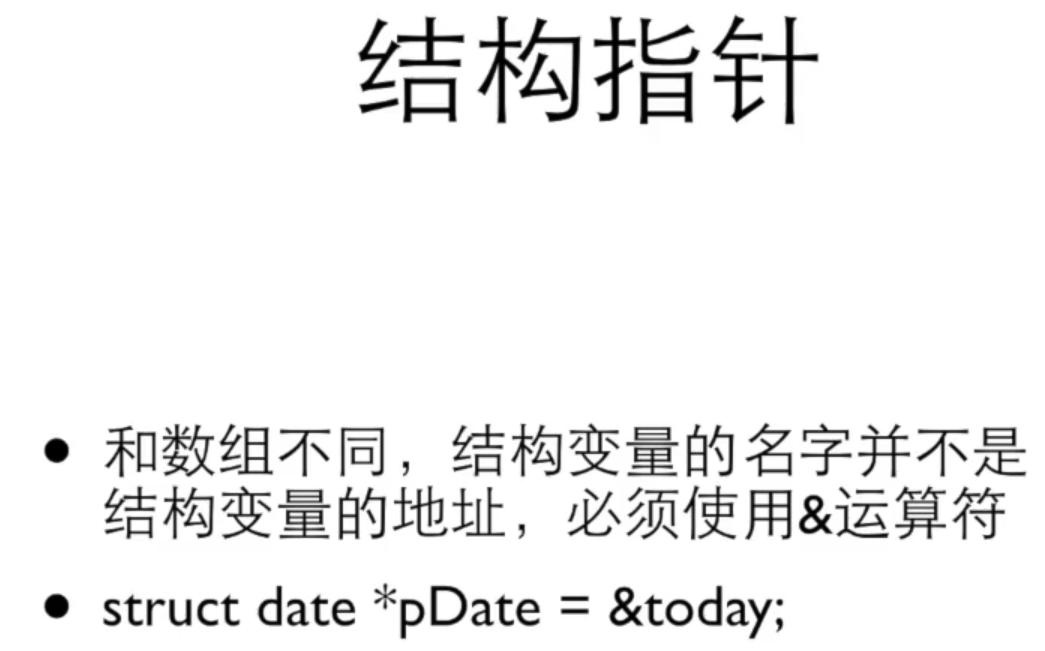 结构指针
• 和数组不同，结构变量的名字并不是
结构变量的地址，必须使用&运算符
• struct date *pDate = &today;